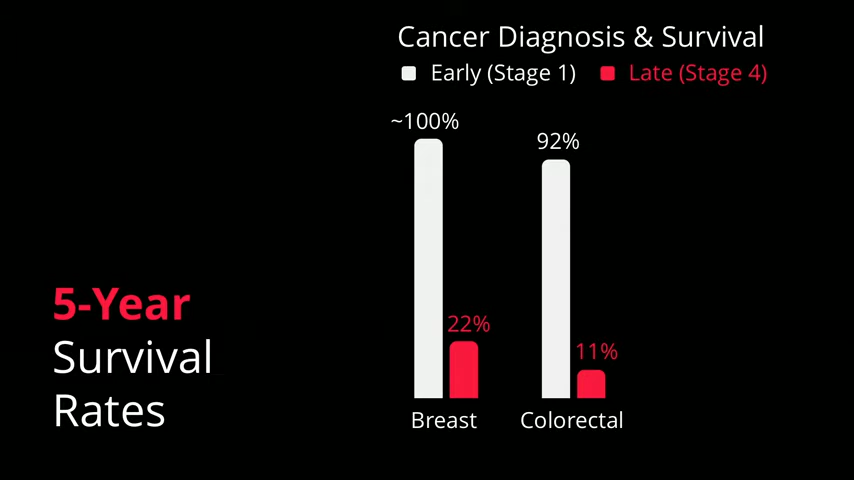 Cancer Diagnosis & Survival
Early (Stage 1) Late (Stage 4)
~100%
92%
22%
11%
Breast Colorectal
5-Year
Survival
Rates